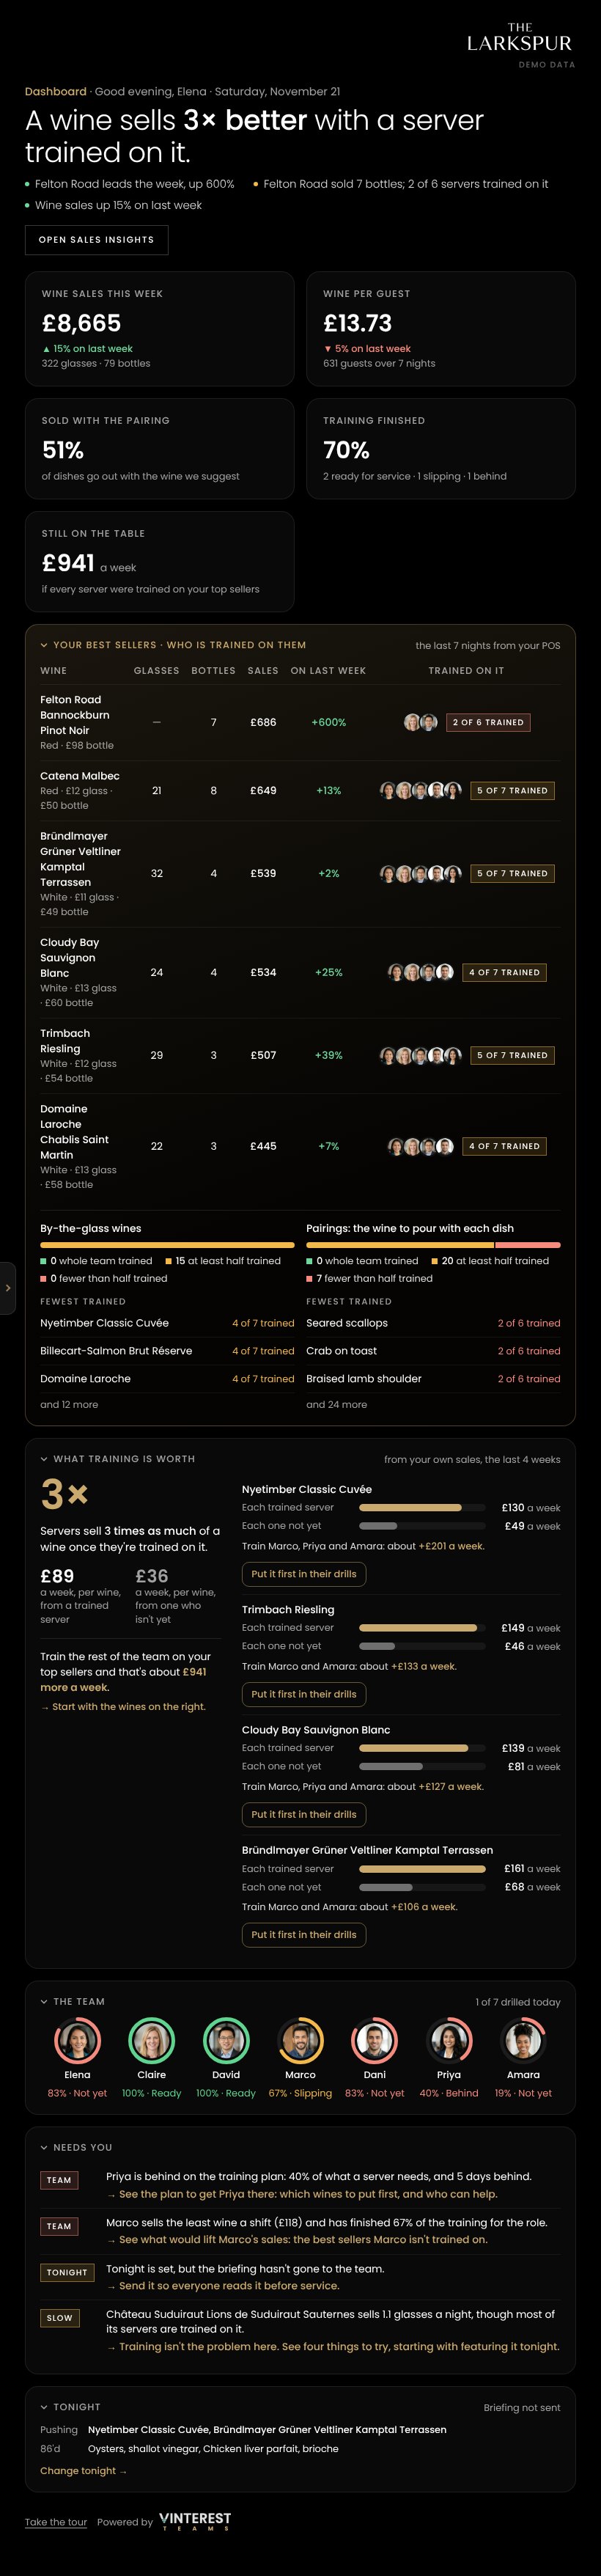 THE
LARKSPUR
DEMO DATA
Dashboard · Good evening, Elena · Saturday, November 21
A wine sells 3× better with a server
trained on it.
Felton Road leads the week, up 600%
Felton Road sold 7 bottles; 2 of 6 servers trained on it
Wine sales up 15% on last week
OPEN SALES INSIGHTS
WINE SALES THIS WEEK
£8,665
▲ 15% on last week
322 glasses · 79 bottles
WINE PER GUEST
£13.73
▼ 5% on last week
631 guests over 7 nights
SOLD WITH THE PAIRING
51%
of dishes go out with the wine we suggest
TRAINING FINISHED
70%
2 ready for service · 1 slipping · 1 behind
STILL ON THE TABLE
£941 a week
if every server were trained on your top sellers
YOUR BEST SELLERS · WHO IS TRAINED ON THEM
the last 7 nights from your POS
WINE GLASSES BOTTLES SALES ON LAST WEEK TRAINED ON IT
Felton Road
Bannockburn
Pinot Noir
Red · £98 bottle
— 7 £686 +600% 2 OF 6 TRAINED
Catena Malbec
Red · £12 glass ·
£50 bottle
21 8 £649 +13% 5 OF 7 TRAINED
Bründlmayer
Grüner Veltliner
Kamptal
Terrassen
White · £11 glass ·
£49 bottle
32 4 £539 +2% 5 OF 7 TRAINED
Cloudy Bay
Sauvignon
Blanc
White · £13 glass
· £60 bottle
24 4 £534 +25% 4 OF 7 TRAINED
Trimbach
Riesling
White · £12 glass
· £54 bottle
29 3 £507 +39% 5 OF 7 TRAINED
Domaine
Laroche
Chablis Saint
Martin
White · £13 glass
· £58 bottle
22 3 £445 +7% 4 OF 7 TRAINED
By-the-glass wines
0 whole team trained 15 at least half trained
0 fewer than half trained
FEWEST TRAINED
Nyetimber Classic Cuvée 4 of 7 trained
Billecart-Salmon Brut Réserve 4 of 7 trained
Domaine Laroche 4 of 7 trained
and 12 more
Pairings: the wine to pour with each dish
0 whole team trained 20 at least half trained
7 fewer than half trained
FEWEST TRAINED
Seared scallops 2 of 6 trained
Crab on toast 2 of 6 trained
Braised lamb shoulder 2 of 6 trained
and 24 more
WHAT TRAINING IS WORTH
from your own sales, the last 4 weeks
3×
Servers sell 3 times as much of a
wine once they're trained on it.
£89
a week, per wine,
from a trained
server
£36
a week, per wine,
from one who
isn't yet
Train the rest of the team on your
top sellers and that's about £941
more a week.
→ Start with the wines on the right.
Nyetimber Classic Cuvée
Each trained server £130 a week
Each one not yet £49 a week
Train Marco, Priya and Amara: about +£201 a week.
Put it first in their drills
Trimbach Riesling
Each trained server £149 a week
Each one not yet £46 a week
Train Marco and Amara: about +£133 a week.
Put it first in their drills
Cloudy Bay Sauvignon Blanc
Each trained server £139 a week
Each one not yet £81 a week
Train Marco, Priya and Amara: about +£127 a week.
Put it first in their drills
Bründlmayer Grüner Veltliner Kamptal Terrassen
Each trained server £161 a week
Each one not yet £68 a week
Train Marco and Amara: about +£106 a week.
Put it first in their drills
THE TEAM
1 of 7 drilled today
Elena Claire David Marco Dani Priya Amara
83% · Not yet 100% · Ready 100% · Ready 67% · Slipping 83% · Not yet 40% · Behind 19% · Not yet
NEEDS YOU
TEAM
Priya is behind on the training plan: 40% of what a server needs, and 5 days behind.
→ See the plan to get Priya there: which wines to put first, and who can help.
TEAM
Marco sells the least wine a shift (£118) and has finished 67% of the training for the role.
→ See what would lift Marco's sales: the best sellers Marco isn't trained on.
TONIGHT
Tonight is set, but the briefing hasn't gone to the team.
→ Send it so everyone reads it before service.
SLOW
Château Suduiraut Lions de Suduiraut Sauternes sells 1.1 glasses a night, though most of
its servers are trained on it.
→ Training isn't the problem here. See four things to try, starting with featuring it tonight.
TONIGHT
Briefing not sent
Pushing Nyetimber Classic Cuvée, Bründlmayer Grüner Veltliner Kamptal Terrassen
86'd Oysters, shallot vinegar, Chicken liver parfait, brioche
Change tonight →
Take the tour Powered by VINTEREST
TEAMS